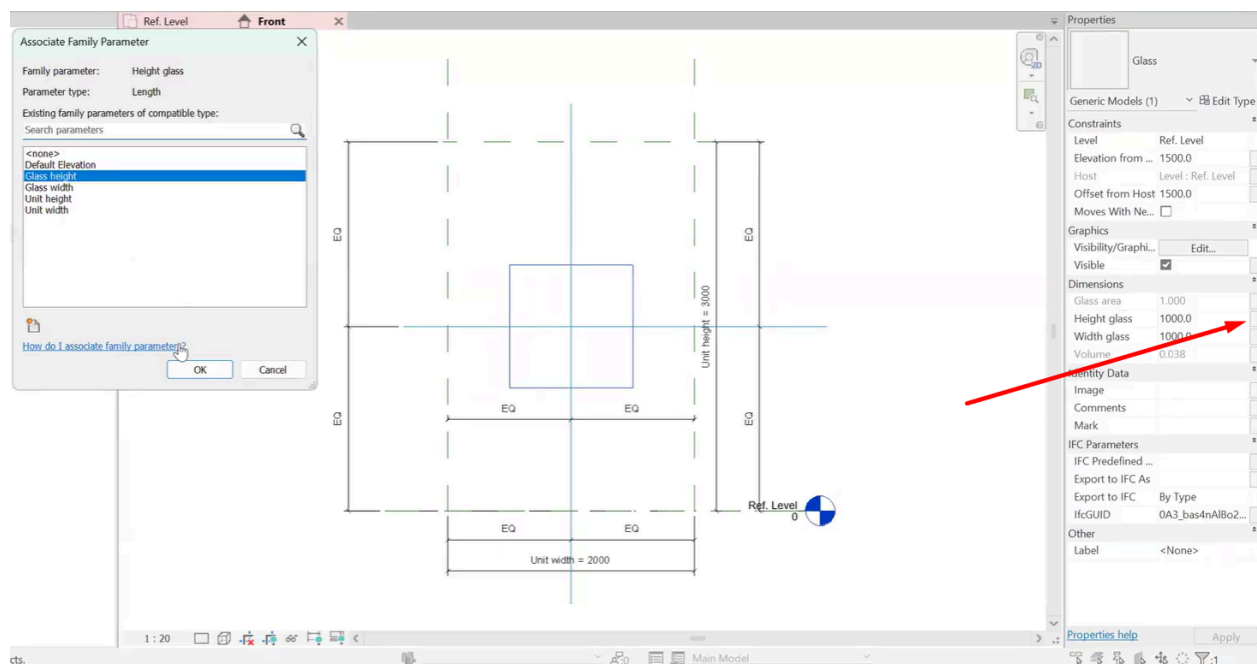 Ref. Level
Front
Associate Family Parameter
Family parameter: Height glass
Parameter type: Length
Existing family parameters of compatible type:
Search parameters
<none>
Default Elevation
Glass height
Glass width
Unit height
Unit width
How do I associate family parameters?
OK Cancel
2D
EQ
EQ
Unit height = 3000
EQ EQ
EQ
EQ
Ref. Level
0
EQ EQ
Unit width = 2000
Properties
Glass
Generic Models (1) Edit Type
Constraints
Level Ref. Level
Elevation from ... 1500.0
Host Level : Ref. Level
Offset from Host 1500.0
Moves With Ne...
Graphics
Visibility/Graphi... Edit...
Visible
Dimensions
Glass area 1.000
Height glass 1000.0
Width glass 1000.0
Volume 0.038
Identity Data
Image
Comments
Mark
IFC Parameters
IFC Predefined ...
Export to IFC As
Export to IFC By Type
IfcGUID 0A3_bas4nAlBo2...
Other
Label <None>
Properties help Apply
1 : 20
cts.
:0
Main Model
:1